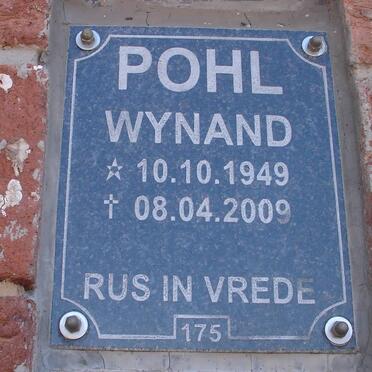 POHL
WYNAND
☆ 10.10.1949
† 08.04.2009
RUS IN VREDE
175